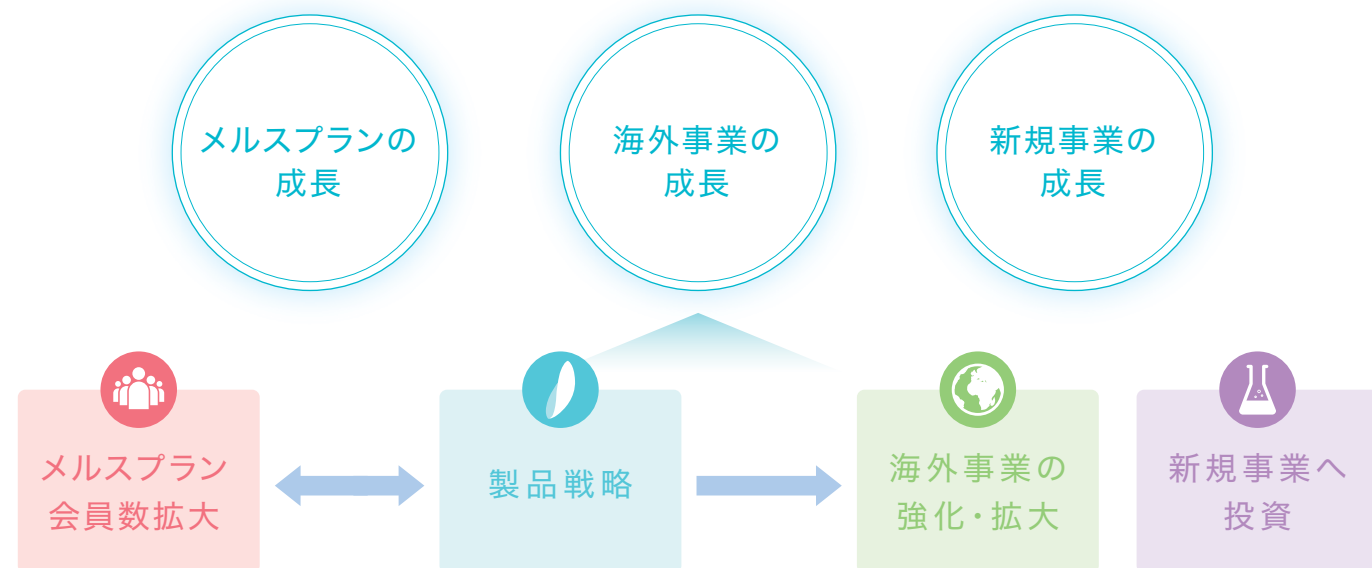 メルスプランの
成長
海外事業の
成長
新規事業の
成長
メルスプラン
会員数拡大
製品戦略
海外事業の
強化・拡大
新規事業へ
投資